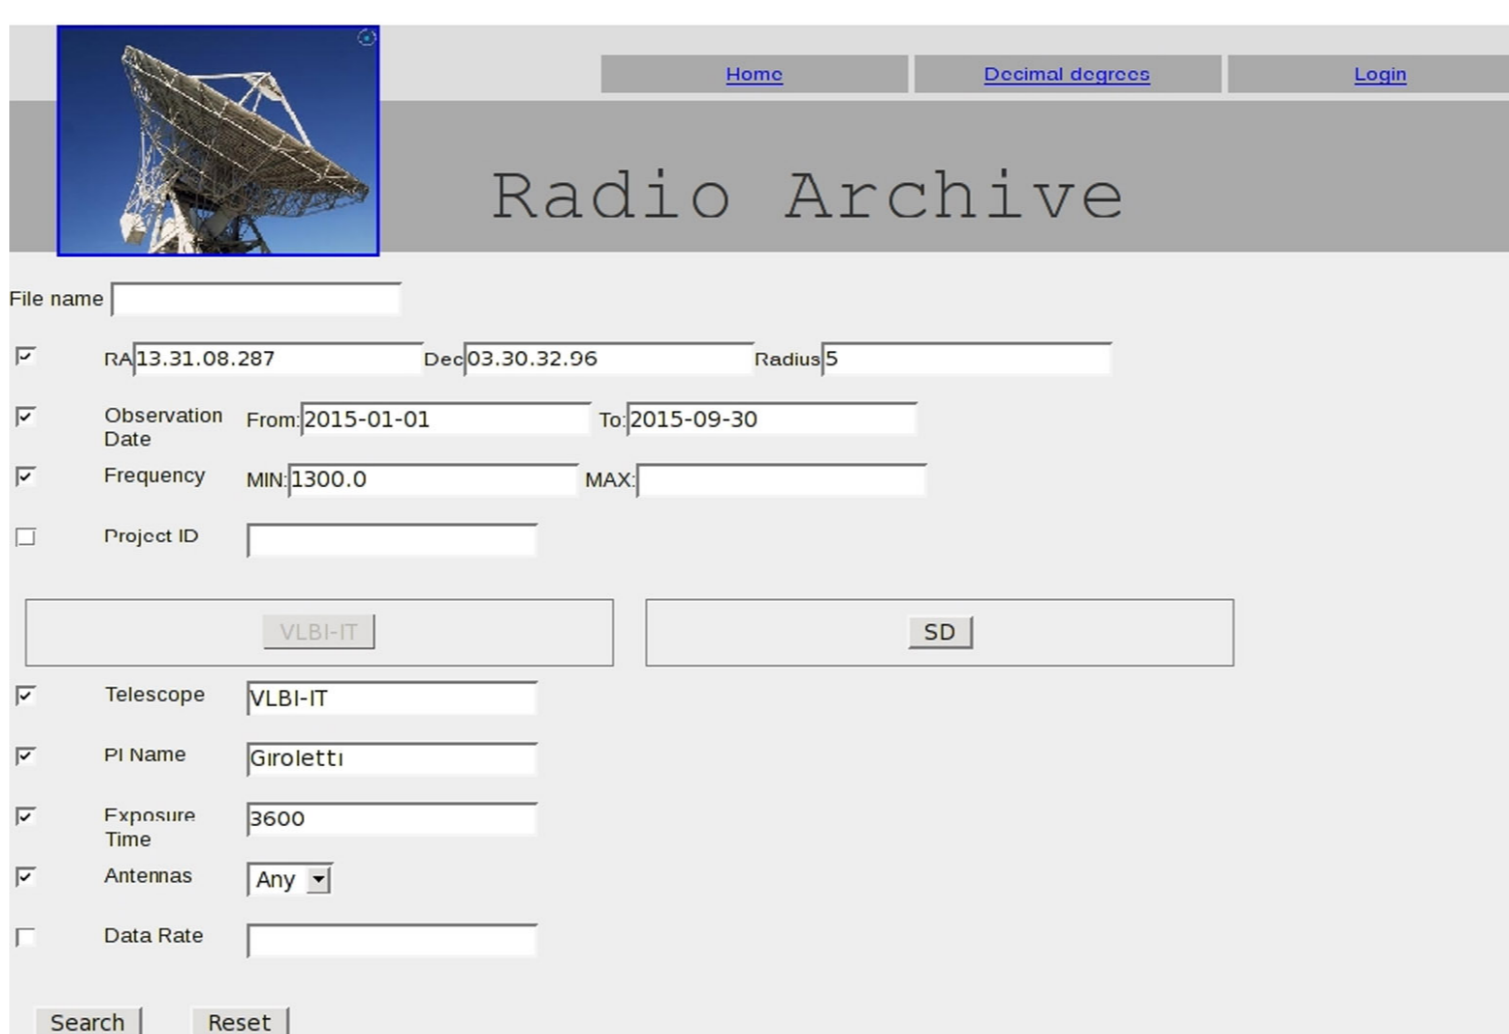 Home Decimal degrees Login
Radio Archive
File name
RA 13.31.08.287 Dec 03.30.32.96 Radius 5
Observation From: 2015-01-01 To: 2015-09-30
Date
Frequency MIN: 1300.0 MAX:
Project ID
VLBI-IT SD
Telescope VLBI-IT
PI Name Giroletti
Exposure 3600
Time
Antennas Any
Data Rate
Search Reset